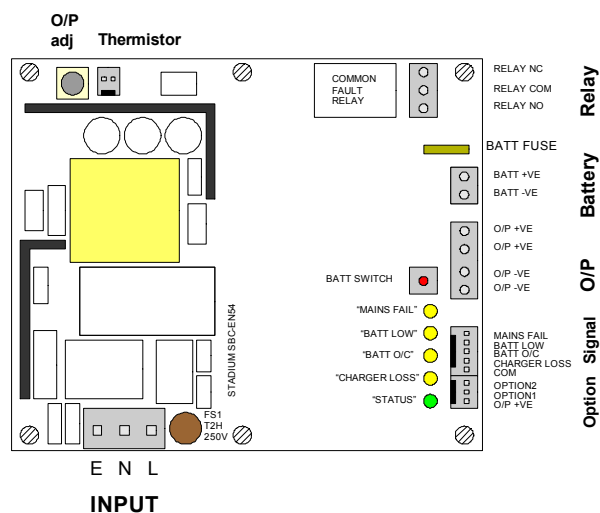 O/P
adj
Thermistor
COMMON
FAULT
RELAY
RELAY NC
RELAY COM
RELAY NO
Relay
BATT FUSE
BATT +VE
BATT -VE
Battery
O/P +VE
O/P +VE
O/P -VE
O/P -VE
O/P
BATT SWITCH
"MAINS FAIL"
"BATT LOW"
"BATT O/C"
"CHARGER LOSS"
"STATUS"
MAINS FAIL
BATT LOW
BATT O/C
CHARGER LOSS
COM
Signal
OPTION2
OPTION1
O/P +VE
Option
STADIUM SBC-EN54
FS1
T2H
250V
E N L
INPUT